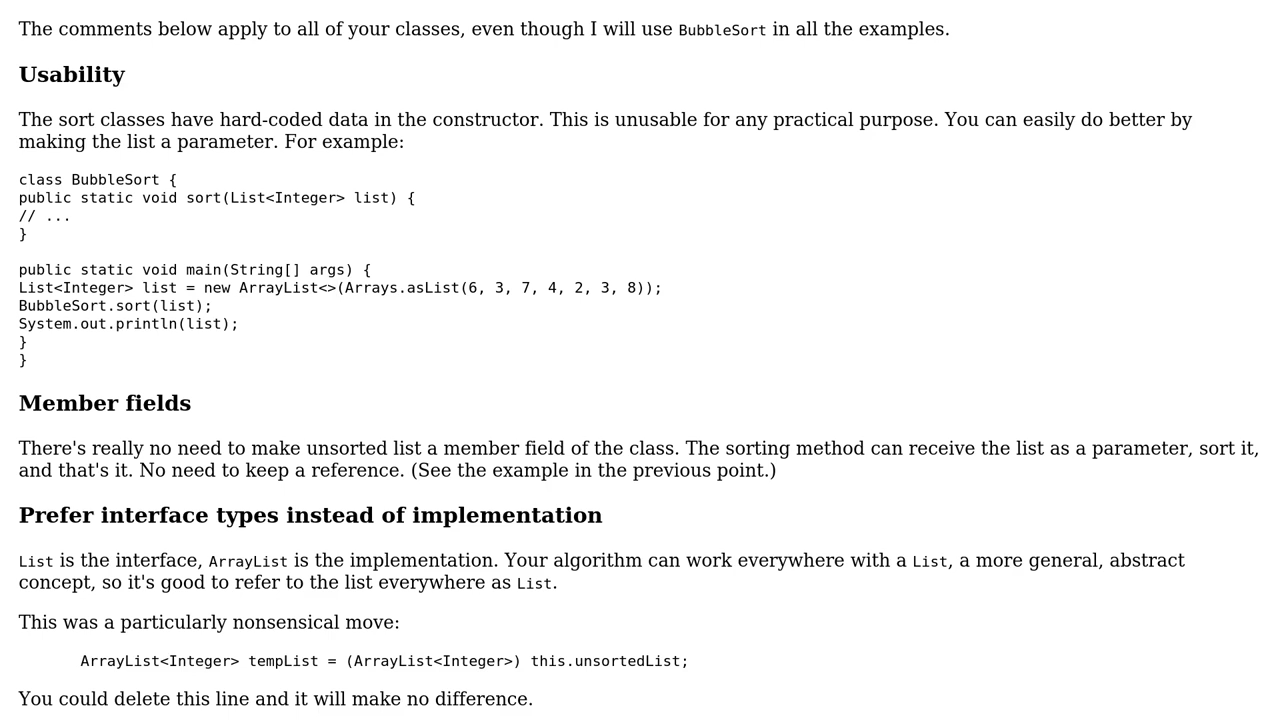 The comments below apply to all of your classes, even though I will use BubbleSort in all the examples.
Usability
The sort classes have hard-coded data in the constructor. This is unusable for any practical purpose. You can easily do better by
making the list a parameter. For example:
class BubbleSort {
public static void sort(List<Integer> list) {
// ...
}
public static void main(String[] args) {
List<Integer> list = new ArrayList<>(Arrays.asList(6, 3, 7, 4, 2, 3, 8));
BubbleSort.sort(list);
System.out.println(list);
}
}
Member fields
There's really no need to make unsorted list a member field of the class. The sorting method can receive the list as a parameter, sort it,
and that's it. No need to keep a reference. (See the example in the previous point.)
Prefer interface types instead of implementation
List is the interface, ArrayList is the implementation. Your algorithm can work everywhere with a List, a more general, abstract
concept, so it's good to refer to the list everywhere as List.
This was a particularly nonsensical move:
ArrayList<Integer> tempList = (ArrayList<Integer>) this.unsortedList;
You could delete this line and it will make no difference.